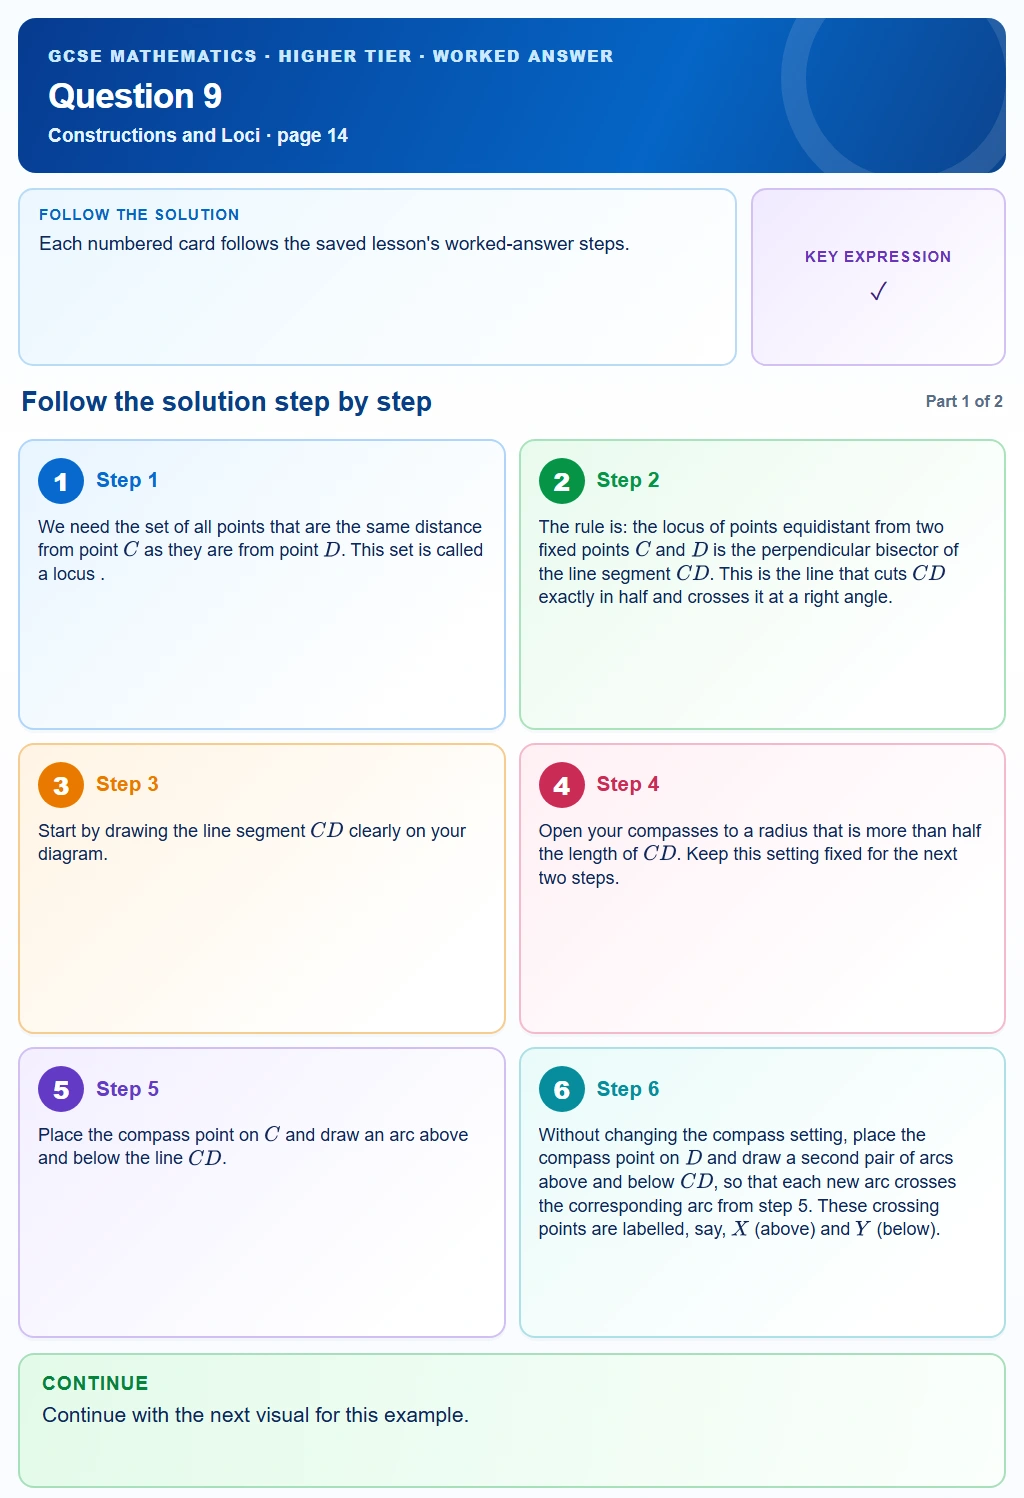 GCSE MATHEMATICS · HIGHER TIER · WORKED ANSWER
Question 9
Constructions and Loci · page 14
FOLLOW THE SOLUTION
Each numbered card follows the saved lesson's worked-answer steps.
KEY EXPRESSION
✓
Follow the solution step by step
Part 1 of 2
1 Step 1
We need the set of all points that are the same distance
from point C as they are from point D. This set is called
a locus .
2 Step 2
The rule is: the locus of points equidistant from two
fixed points C and D is the perpendicular bisector of
the line segment CD. This is the line that cuts CD
exactly in half and crosses it at a right angle.
3 Step 3
Start by drawing the line segment CD clearly on your
diagram.
4 Step 4
Open your compasses to a radius that is more than half
the length of CD. Keep this setting fixed for the next
two steps.
5 Step 5
Place the compass point on C and draw an arc above
and below the line CD.
6 Step 6
Without changing the compass setting, place the
compass point on D and draw a second pair of arcs
above and below CD, so that each new arc crosses
the corresponding arc from step 5. These crossing
points are labelled, say, X (above) and Y (below).
CONTINUE
Continue with the next visual for this example.